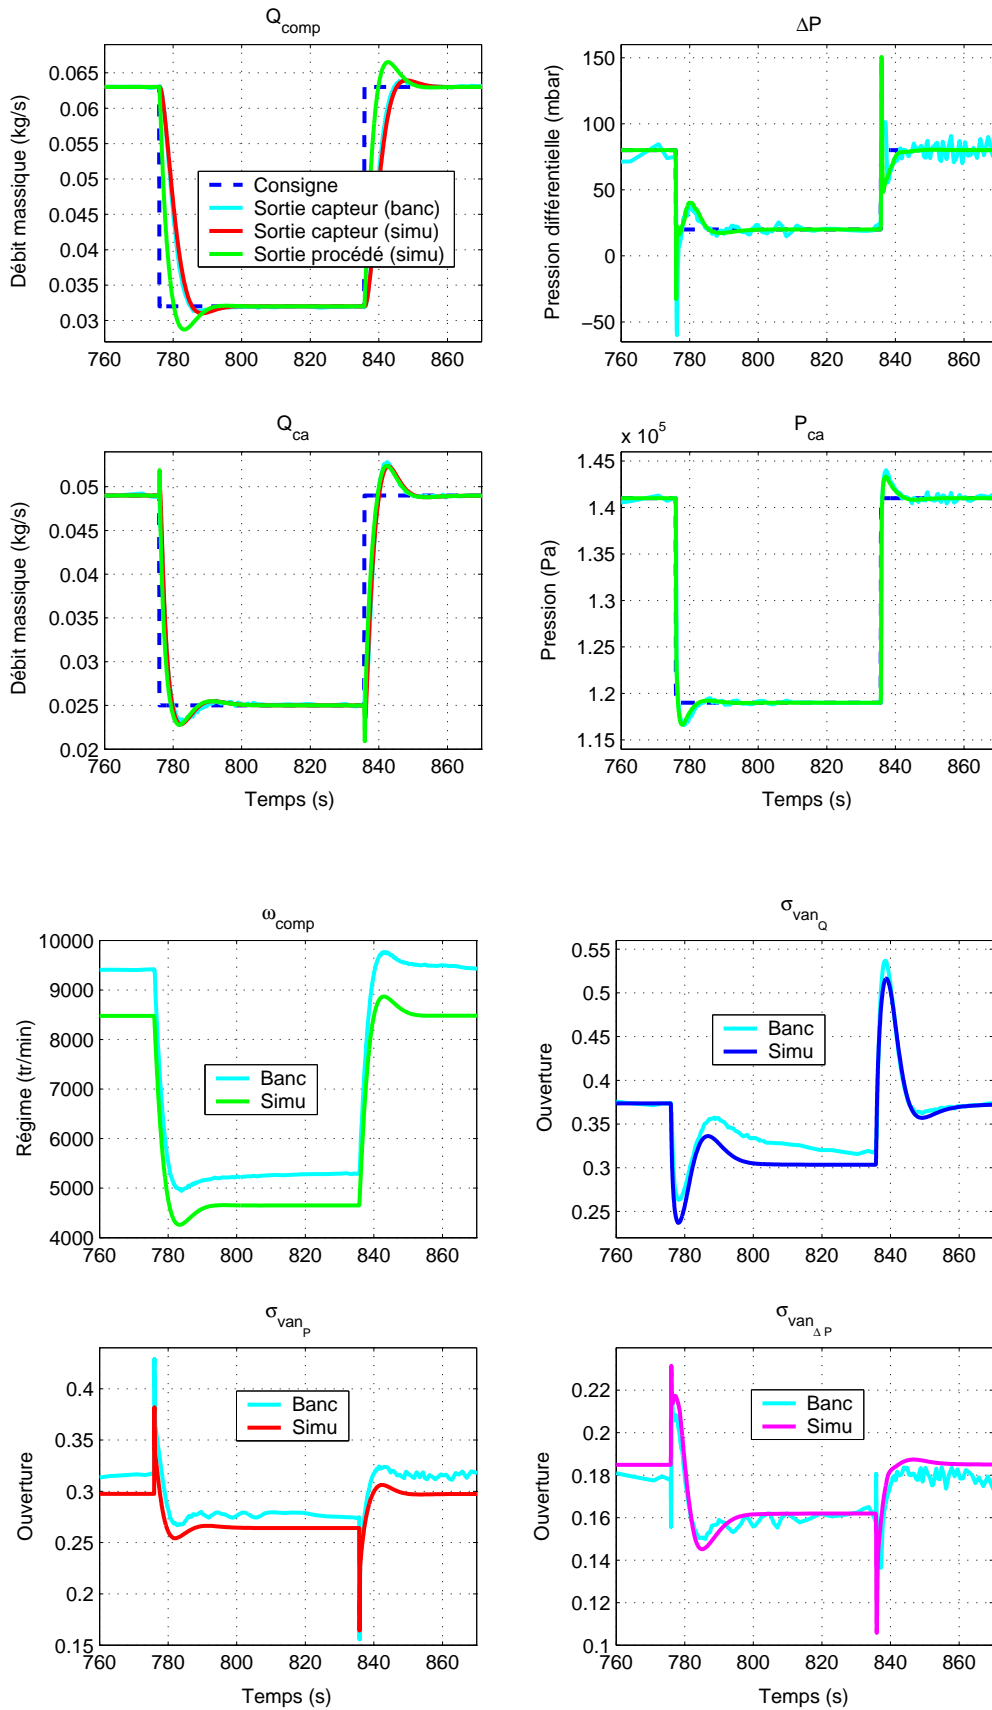 Q_comp
Débit massique (kg/s)
0.065
0.06
0.055
0.05
0.045
0.04
0.035
0.03
Consigne
Sortie capteur (banc)
Sortie capteur (simu)
Sortie procédé (simu)
760 780 800 820 840 860
ΔP
Pression différentielle (mbar)
150
100
50
0
−50
760 780 800 820 840 860
Q_ca
Débit massique (kg/s)
0.05
0.045
0.04
0.035
0.03
0.025
0.02
760 780 800 820 840 860
Temps (s)
P_ca
x 10^5
Pression (Pa)
1.45
1.4
1.35
1.3
1.25
1.2
1.15
760 780 800 820 840 860
Temps (s)
ω_comp
Régime (tr/min)
10000
9000
8000
7000
6000
5000
4000
Banc
Simu
760 780 800 820 840 860
σ_van_Q
Ouverture
0.55
0.5
0.45
0.4
0.35
0.3
0.25
Banc
Simu
760 780 800 820 840 860
σ_van_P
Ouverture
0.4
0.35
0.3
0.25
0.2
0.15
Banc
Simu
760 780 800 820 840 860
Temps (s)
σ_van_Δ P
Ouverture
0.22
0.2
0.18
0.16
0.14
0.12
0.1
Banc
Simu
760 780 800 820 840 860
Temps (s)